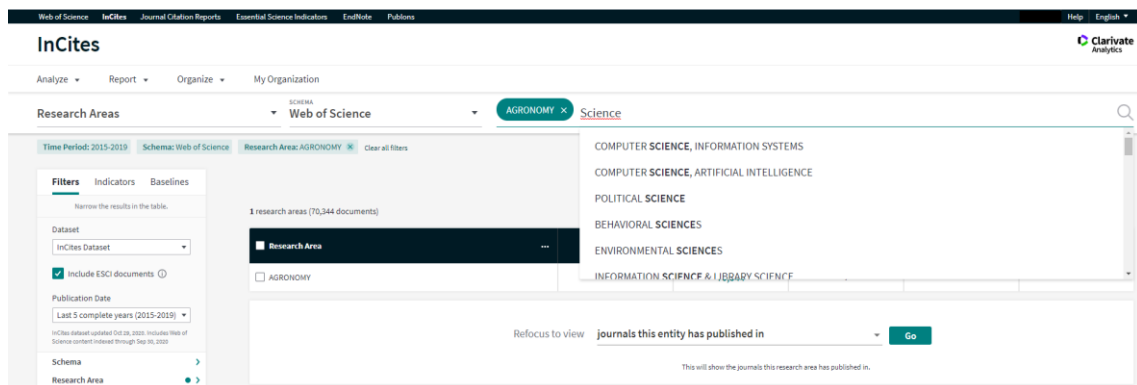 Web of Science InCites Journal Citation Reports Essential Science Indicators EndNote Publons Help English
InCites
Clarivate Analytics
Analyze Report Organize My Organization
Research Areas
SCHEMA
Web of Science
AGRONOMY ×
Science
Time Period: 2015-2019 Schema: Web of Science Research Area: AGRONOMY Clear all filters
COMPUTER SCIENCE, INFORMATION SYSTEMS
COMPUTER SCIENCE, ARTIFICIAL INTELLIGENCE
POLITICAL SCIENCE
BEHAVIORAL SCIENCES
ENVIRONMENTAL SCIENCES
INFORMATION SCIENCE & LIBRARY SCIENCE
Filters Indicators Baselines
Narrow the results in the table.
Dataset
InCites Dataset
Include ESCI documents
Publication Date
Last 5 complete years (2015-2019)
InCites dataset updated Oct 28, 2020. Includes Web of
Science content indexed through Sep 30, 2020
Schema
Research Area
1 research areas (70,344 documents)
Research Area
AGRONOMY
Refocus to view journals this entity has published in Go
This will show the journals this research area has published in.